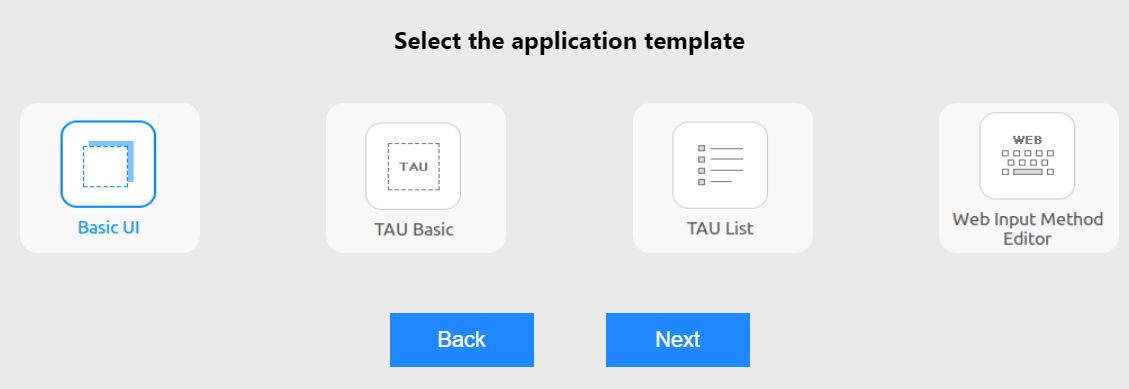 Select the application template
Basic UI
TAU
TAU Basic
TAU List
WEB
Web Input Method
Editor
Back
Next